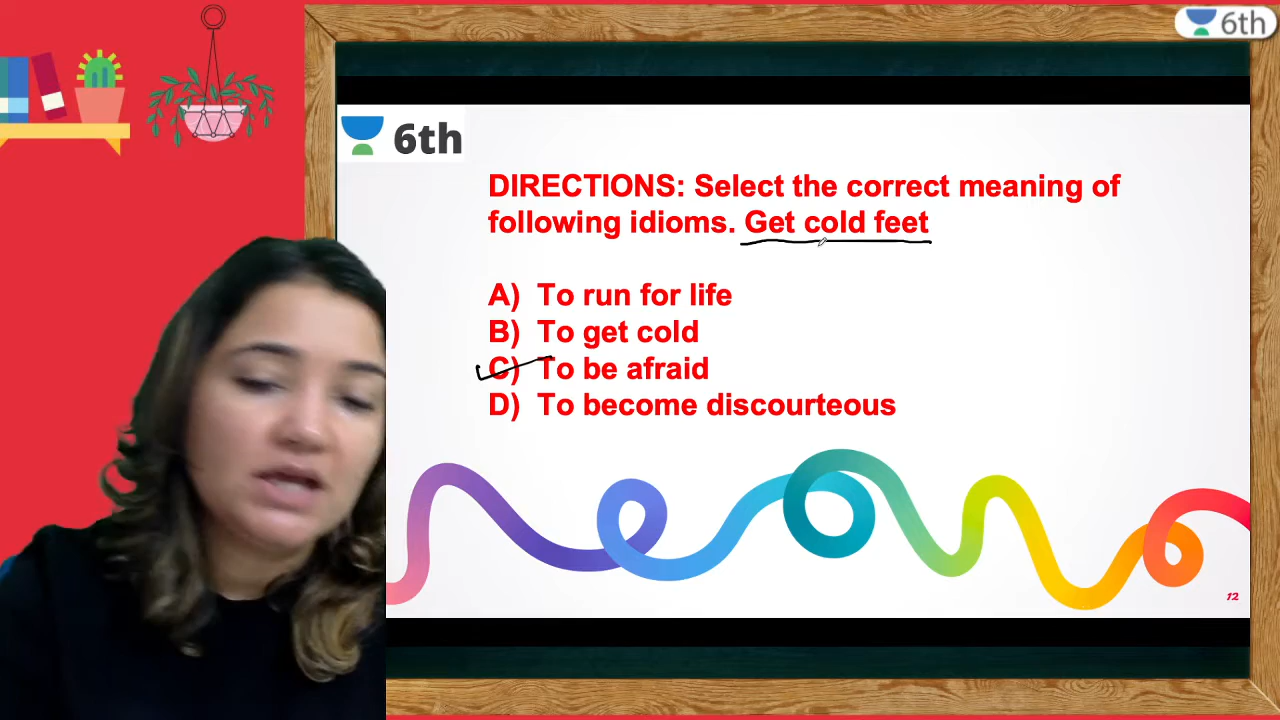 6th
6th
DIRECTIONS: Select the correct meaning of
following idioms. Get cold feet
A) To run for life
B) To get cold
C) To be afraid
D) To become discourteous
12